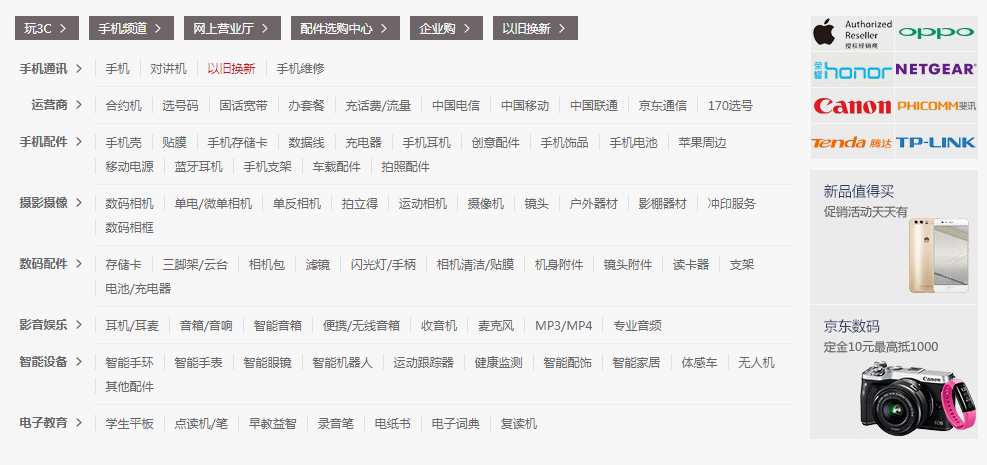 玩3C > 手机频道 > 网上营业厅 > 配件选购中心 > 企业购 > 以旧换新 >
手机通讯 > 手机 对讲机 以旧换新 手机维修
运营商 > 合约机 选号码 固话宽带 办套餐 充话费/流量 中国电信 中国移动 中国联通 京东通信 170选号
手机配件 > 手机壳 贴膜 手机存储卡 数据线 充电器 手机耳机 创意配件 手机饰品 手机电池 苹果周边
移动电源 蓝牙耳机 手机支架 车载配件 拍照配件
摄影摄像 > 数码相机 单电/微单相机 单反相机 拍立得 运动相机 摄像机 镜头 户外器材 影棚器材 冲印服务
数码相框
数码配件 > 存储卡 三脚架/云台 相机包 滤镜 闪光灯/手柄 相机清洁/贴膜 机身附件 镜头附件 读卡器 支架
电池/充电器
影音娱乐 > 耳机/耳麦 音箱/音响 智能音箱 便携/无线音箱 收音机 麦克风 MP3/MP4 专业音频
智能设备 > 智能手环 智能手表 智能眼镜 智能机器人 运动跟踪器 健康监测 智能配饰 智能家居 体感车 无人机
其他配件
电子教育 > 学生平板 点读机/笔 早教益智 录音笔 电纸书 电子词典 复读机
Authorized
Reseller
授权经销商
oppo
荣耀 honor NETGEAR
Canon PHICOMM 斐讯
Tenda 腾达 TP-LINK
新品值得买
促销活动天天有
京东数码
定金10元最高抵1000
Canon
EOS